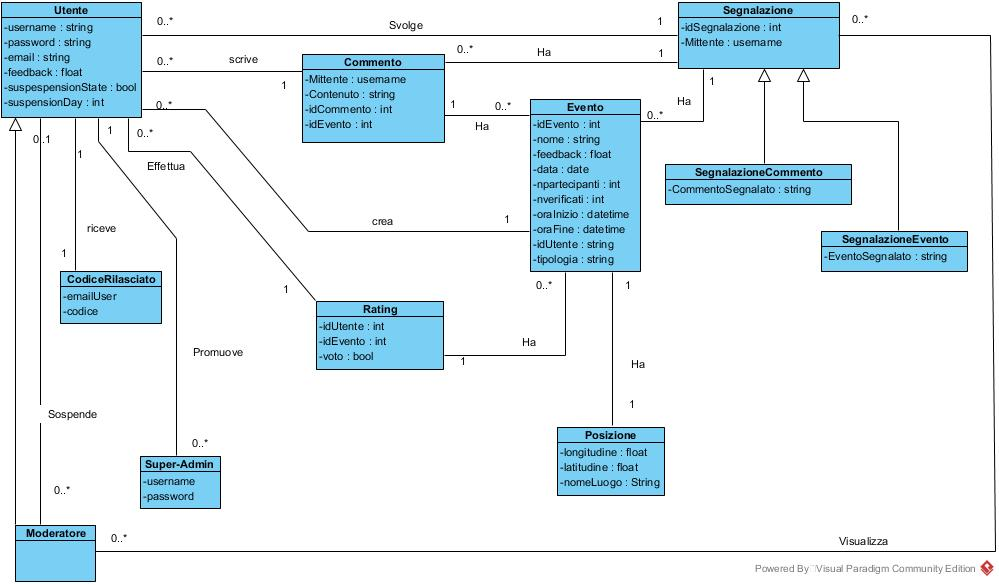 Utente
-username : string
-password : string
-email : string
-feedback : float
-suspespensionState : bool
-suspensionDay : int
0..*
Svolge
1
Segnalazione
-idSegnalazione : int
-Mittente : username
0..*
0..*
scrive
1
Commento
-Mittente : username
-Contenuto : string
-idCommento : int
-idEvento : int
0..*
Ha
1
1
Ha
0..*
Evento
-idEvento : int
-nome : string
-feedback : float
-data : date
-npartecipanti : int
-nverificati : int
-oraInizio : datetime
-oraFine : datetime
-idUtente : string
-tipologia : string
1
Ha
0..*
SegnalazioneCommento
-CommentoSegnalato : string
SegnalazioneEvento
-EventoSegnalato : string
0..*
crea
1
0..1
1
1
0..*
Effettua
1
riceve
1
CodiceRilasciato
-emailUser
-codice
Rating
-idUtente : int
-idEvento : int
-voto : bool
0..*
Ha
1
1
Ha
1
Posizione
-longitudine : float
-latitudine : float
-nomeLuogo : String
Promuove
0..*
Super-Admin
-username
-password
Sospende
0..*
Moderatore
0..*
Visualizza
Powered By Visual Paradigm Community Edition